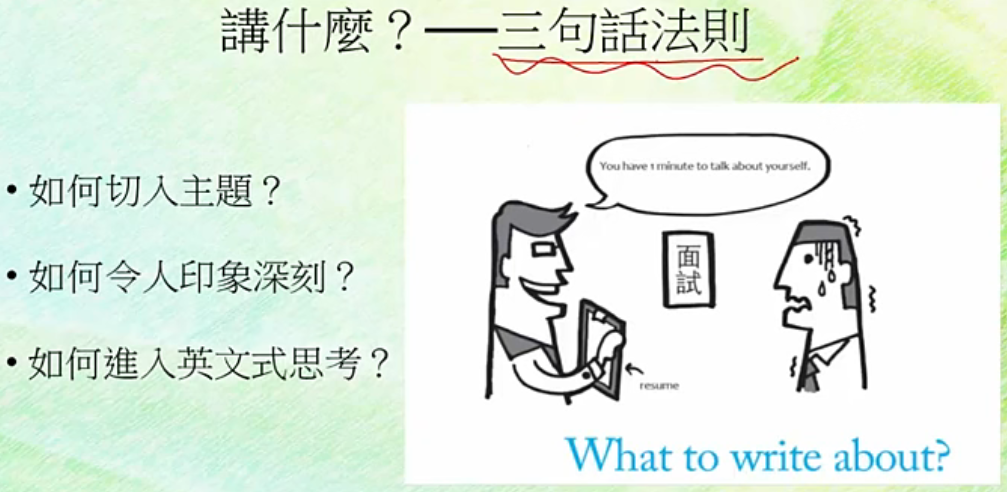 講什麼？—三句話法則
• 如何切入主題？
• 如何令人印象深刻？
• 如何進入英文式思考？
You have 1 minute to talk about yourself.
面
試
resume
What to write about?